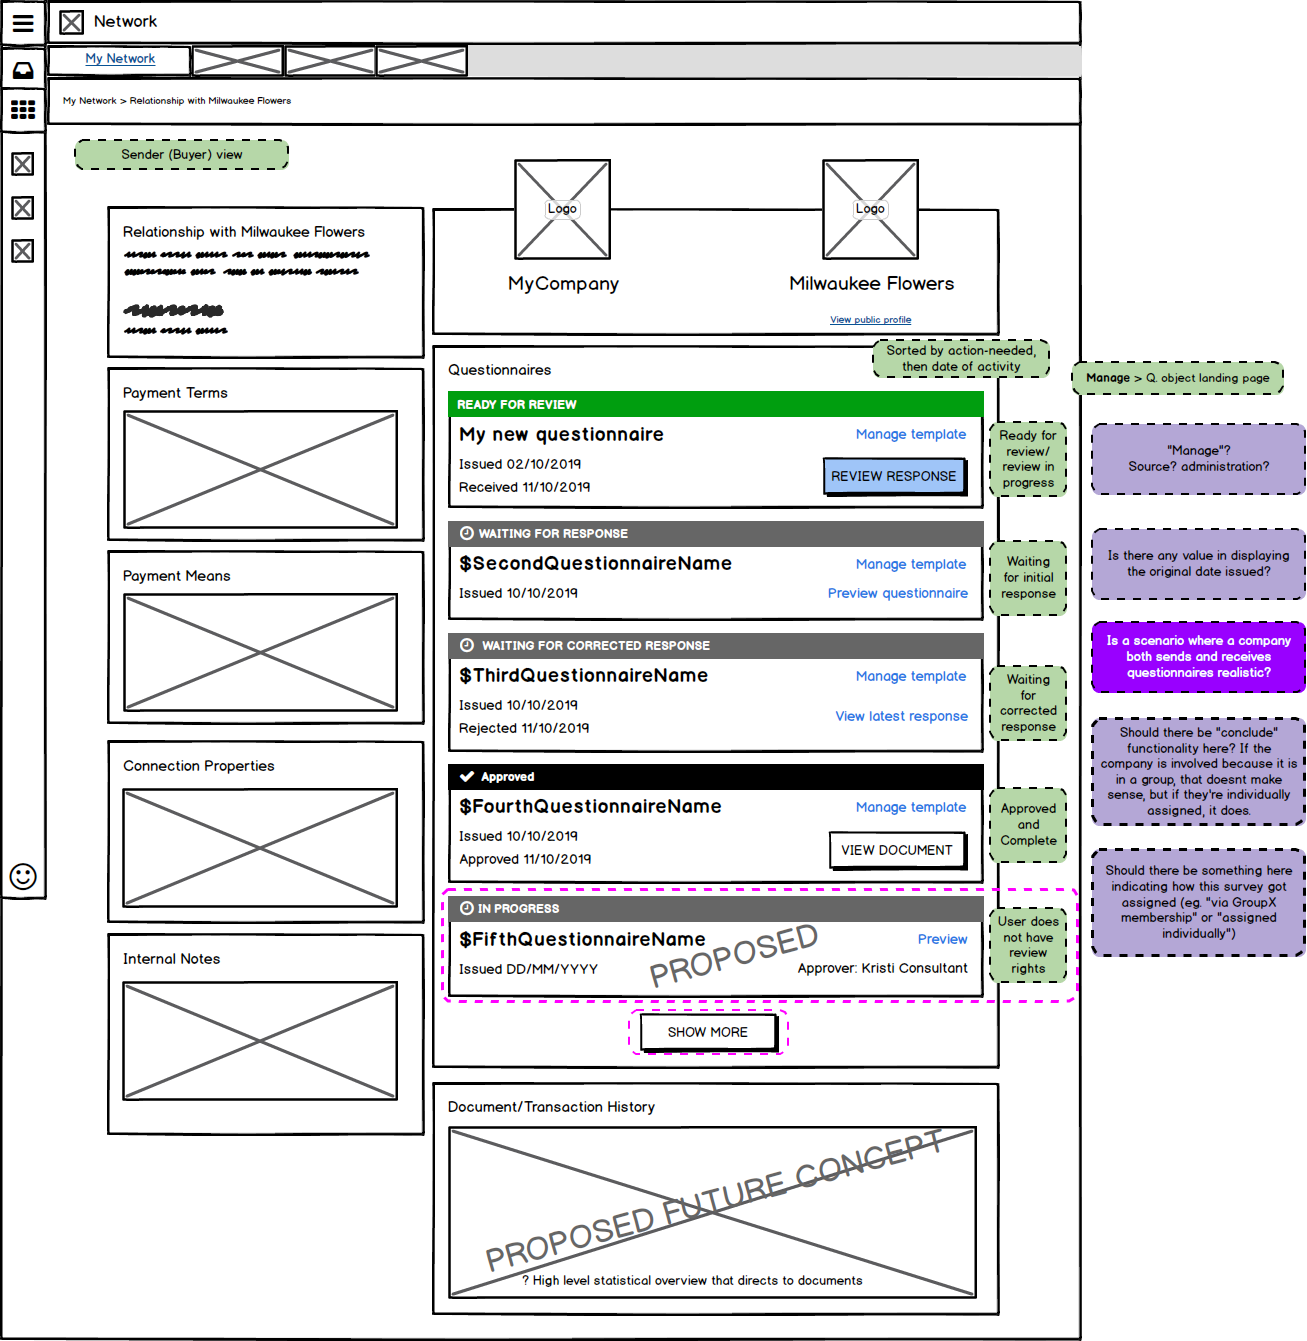 Network
My Network
My Network > Relationship with Milwaukee Flowers
Sender (Buyer) view
Relationship with Milwaukee Flowers
Payment Terms
Payment Means
Connection Properties
Internal Notes
Logo
MyCompany
Logo
Milwaukee Flowers
View public profile
Sorted by action-needed,
then date of activity
Questionnaires
READY FOR REVIEW
My new questionnaire
Manage template
Issued 02/10/2019
Received 11/10/2019
REVIEW RESPONSE
Ready for
review/
review in
progress
WAITING FOR RESPONSE
$SecondQuestionnaireName
Manage template
Issued 10/10/2019
Preview questionnaire
Waiting
for initial
response
WAITING FOR CORRECTED RESPONSE
$ThirdQuestionnaireName
Manage template
Issued 10/10/2019
Rejected 11/10/2019
View latest response
Waiting
for
corrected
response
Approved
$FourthQuestionnaireName
Manage template
Issued 10/10/2019
Approved 11/10/2019
VIEW DOCUMENT
Approved
and
Complete
IN PROGRESS
$FifthQuestionnaireName
Preview
Issued DD/MM/YYYY
PROPOSED
Approver: Kristi Consultant
User does
not have
review
rights
SHOW MORE
Document/Transaction History
PROPOSED FUTURE CONCEPT
? High level statistical overview that directs to documents
Manage > Q. object landing page
"Manage"?
Source? administration?
Is there any value in displaying
the original date issued?
Is a scenario where a company
both sends and receives
questionnaires realistic?
Should there be "conclude"
functionality here? If the
company is involved because it is
in a group, that doesnt make
sense, but if they're individually
assigned, it does.
Should there be something here
indicating how this survey got
assigned (eg. "via GroupX
membership" or "assigned
individually")